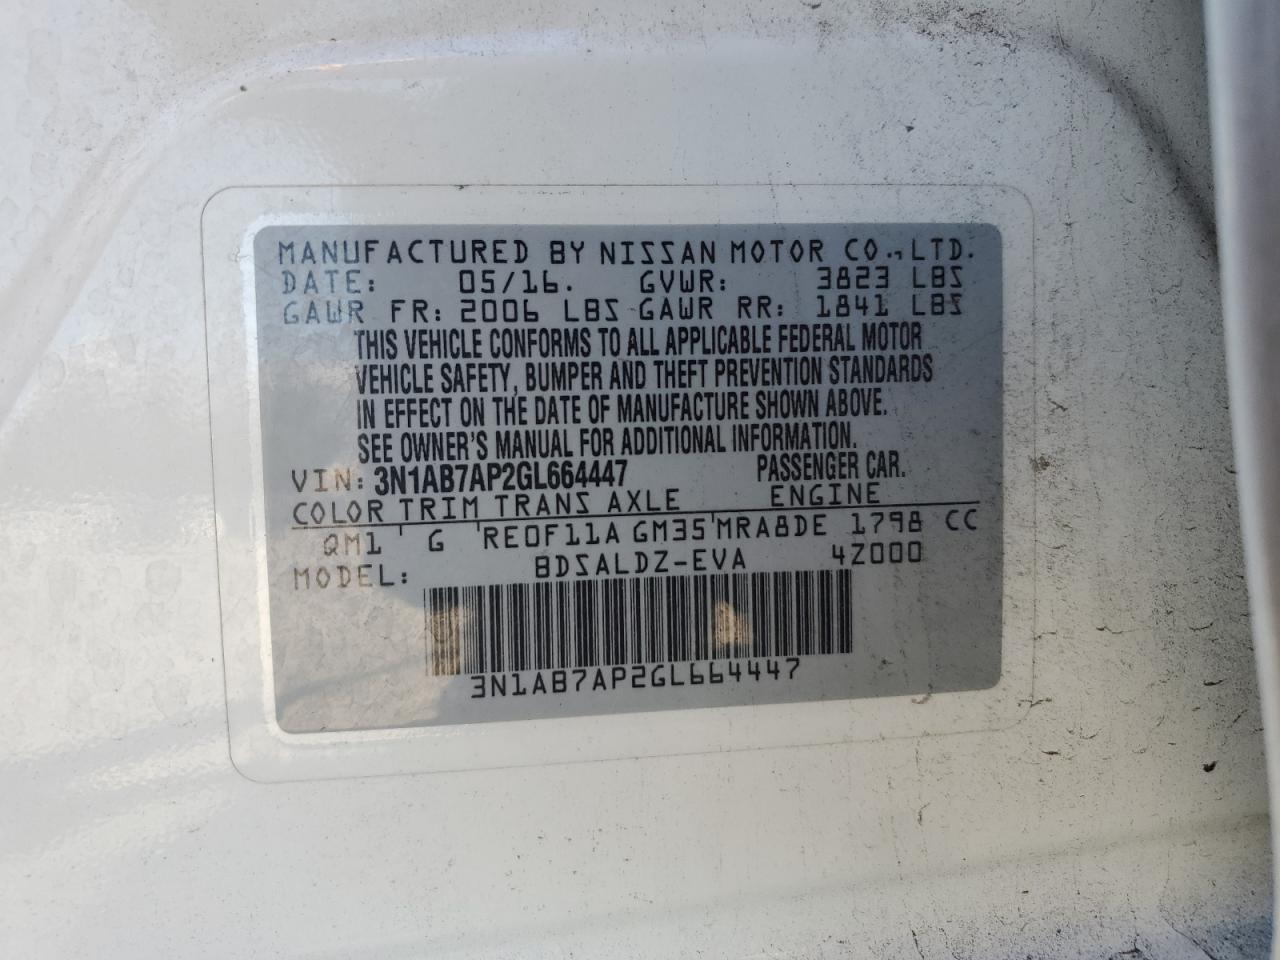 MANUFACTURED BY NISSAN MOTOR CO., LTD.
DATE: 05/16. GVWR: 3823 LBS
GAWR FR: 2006 LBS GAWR RR: 1841 LBS
THIS VEHICLE CONFORMS TO ALL APPLICABLE FEDERAL MOTOR
VEHICLE SAFETY, BUMPER AND THEFT PREVENTION STANDARDS
IN EFFECT ON THE DATE OF MANUFACTURE SHOWN ABOVE.
SEE OWNER'S MANUAL FOR ADDITIONAL INFORMATION.
VIN: 3N1AB7AP2GL664447 PASSENGER CAR.
COLOR TRIM TRANS AXLE ENGINE
QM1 ' G ' RE0F11A GM35 ' MRA8DE 1798 CC
MODEL: BDSALDZ-EVA 4Z000
3N1AB7AP2GL664447